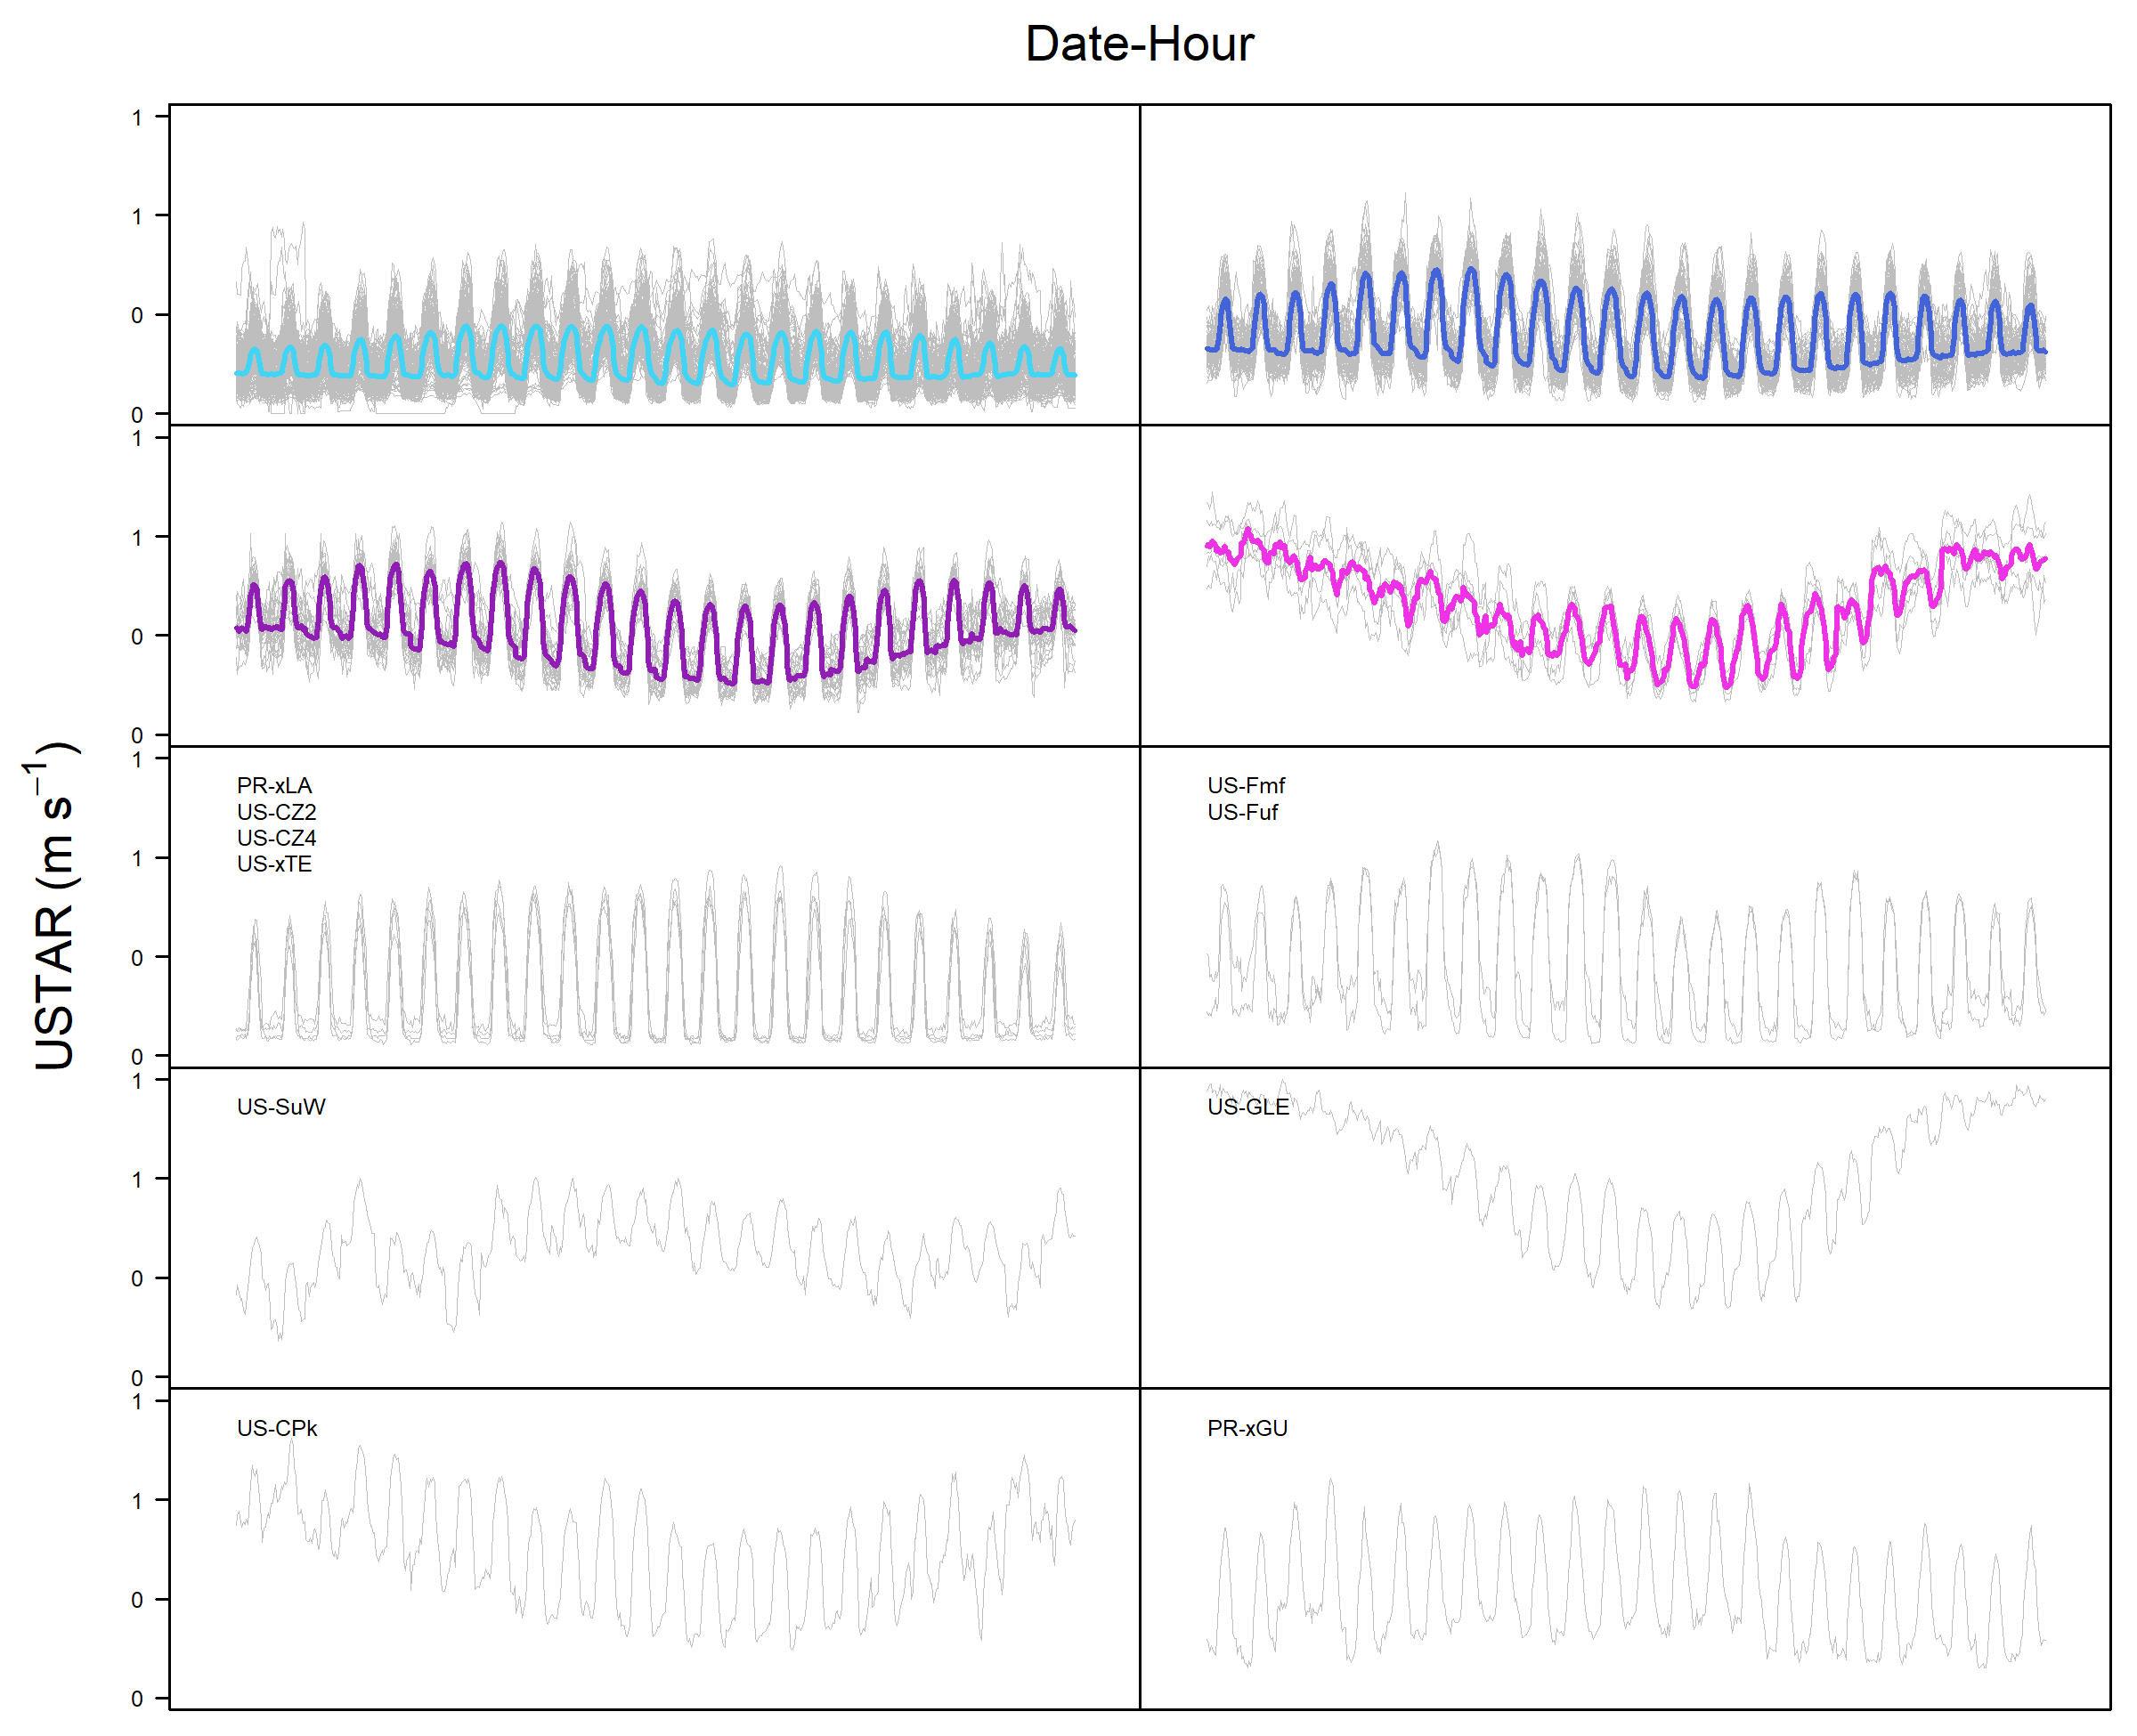 Date-Hour
USTAR (m s⁻¹)
1
1
0
0
1
1
0
0
1
1
0
0
1
1
0
0
1
1
0
0
PR-xLA
US-CZ2
US-CZ4
US-xTE
US-Fmf
US-Fuf
US-SuW
US-GLE
US-CPk
PR-xGU